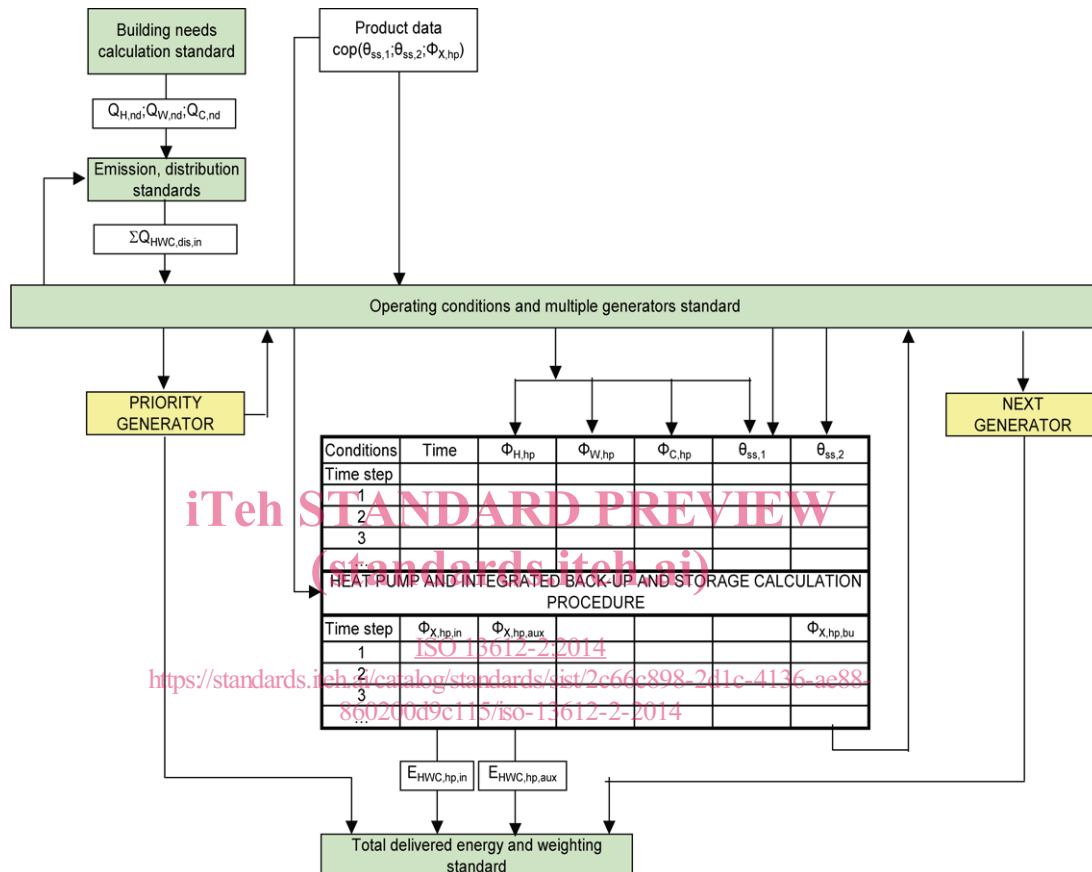 Building needs
calculation standard
Product data
cop(θss,1;θss,2;ΦX,hp)
QH,nd;QW,nd;QC,nd
Emission, distribution
standards
ΣQHWC,dis,in
Operating conditions and multiple generators standard
PRIORITY
GENERATOR
NEXT
GENERATOR
Conditions Time ΦH,hp ΦW,hp ΦC,hp θss,1 θss,2
Time step
1
2
3
...
iTeh STANDARD PREVIEW
(standards.iteh.ai)
HEAT PUMP AND INTEGRATED BACK-UP AND STORAGE CALCULATION
PROCEDURE
Time step ΦX,hp,in ΦX,hp,aux ΦX,hp,bu
1
2
3
...
ISO 13612-2:2014
https://standards.iteh.ai/catalog/standards/sist/2c66c898-2d1c-4136-ae88-
860200d9c115/iso-13612-2-2014
EHWC,hp,in EHWC,hp,aux
Total delivered energy and weighting
standard